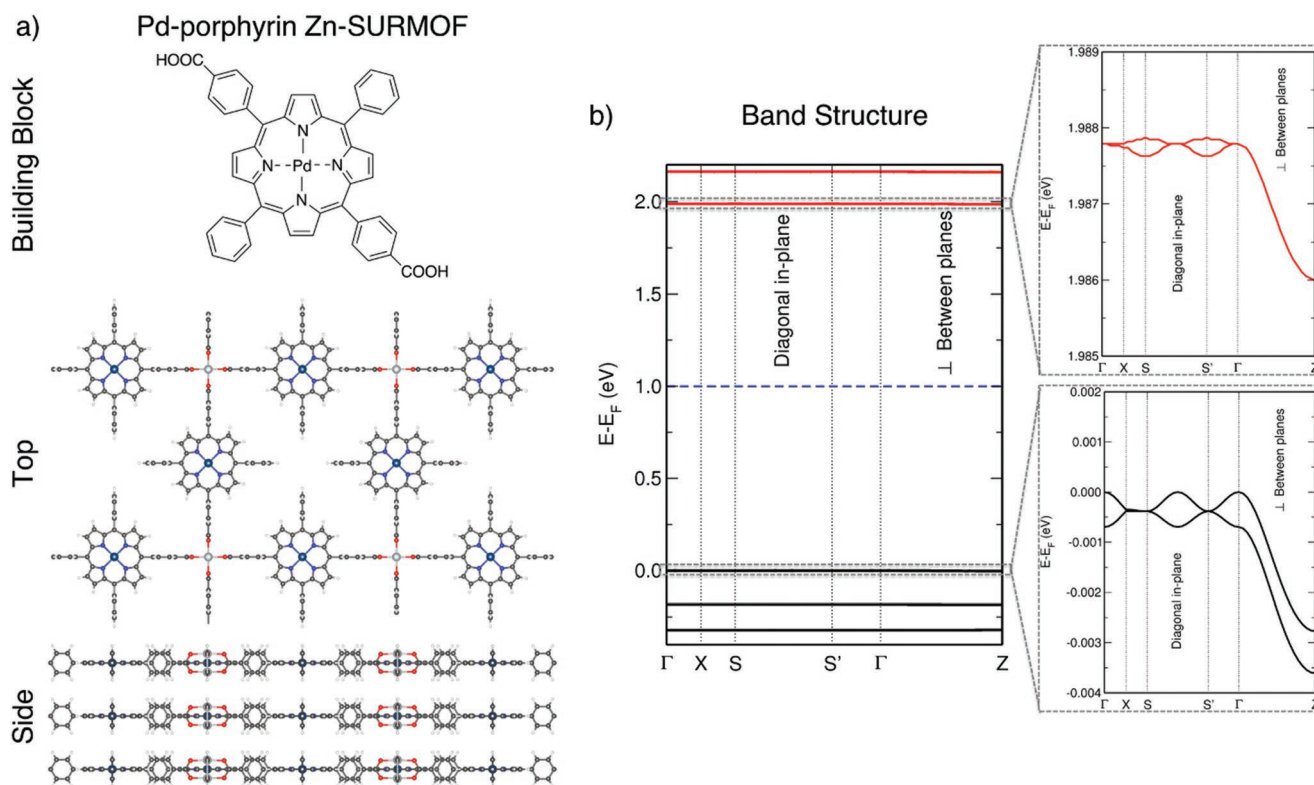 a)
Pd-porphyrin Zn-SURMOF
Building Block
HOOC
N
N
Pd
N
N
COOH
Top
Side
b)
Band Structure
E-E_F (eV)
2.0
1.5
1.0
0.5
0.0
Diagonal in-plane
⊥ Between planes
Γ X S S' Γ Z
1.989
1.988
1.987
1.986
1.985
E-E_F (eV)
Diagonal in-plane
⊥ Between planes
Γ X S S' Γ Z
0.002
0.001
0.000
-0.001
-0.002
-0.003
-0.004
E-E_F (eV)
Diagonal in-plane
⊥ Between planes
Γ X S S' Γ Z